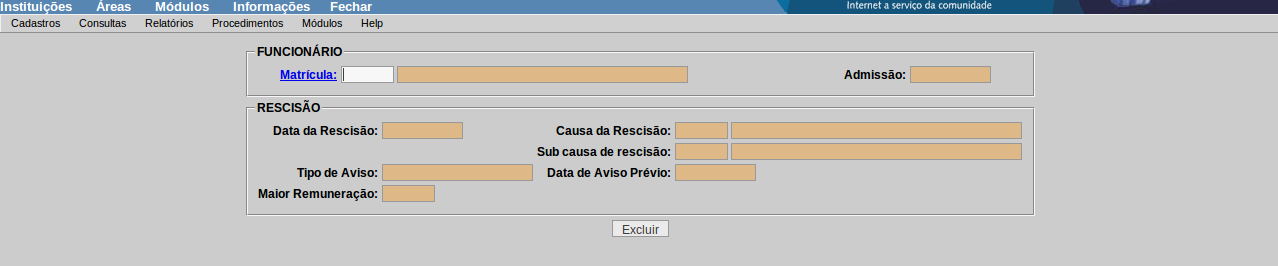 Instituições Áreas Módulos Informações Fechar
Internet a serviço da comunidade
Cadastros Consultas Relatórios Procedimentos Módulos Help
FUNCIONÁRIO
Matrícula: Admissão:
RESCISÃO
Data da Rescisão: Causa da Rescisão:
Sub causa de rescisão:
Tipo de Aviso: Data de Aviso Prévio:
Maior Remuneração:
Excluir